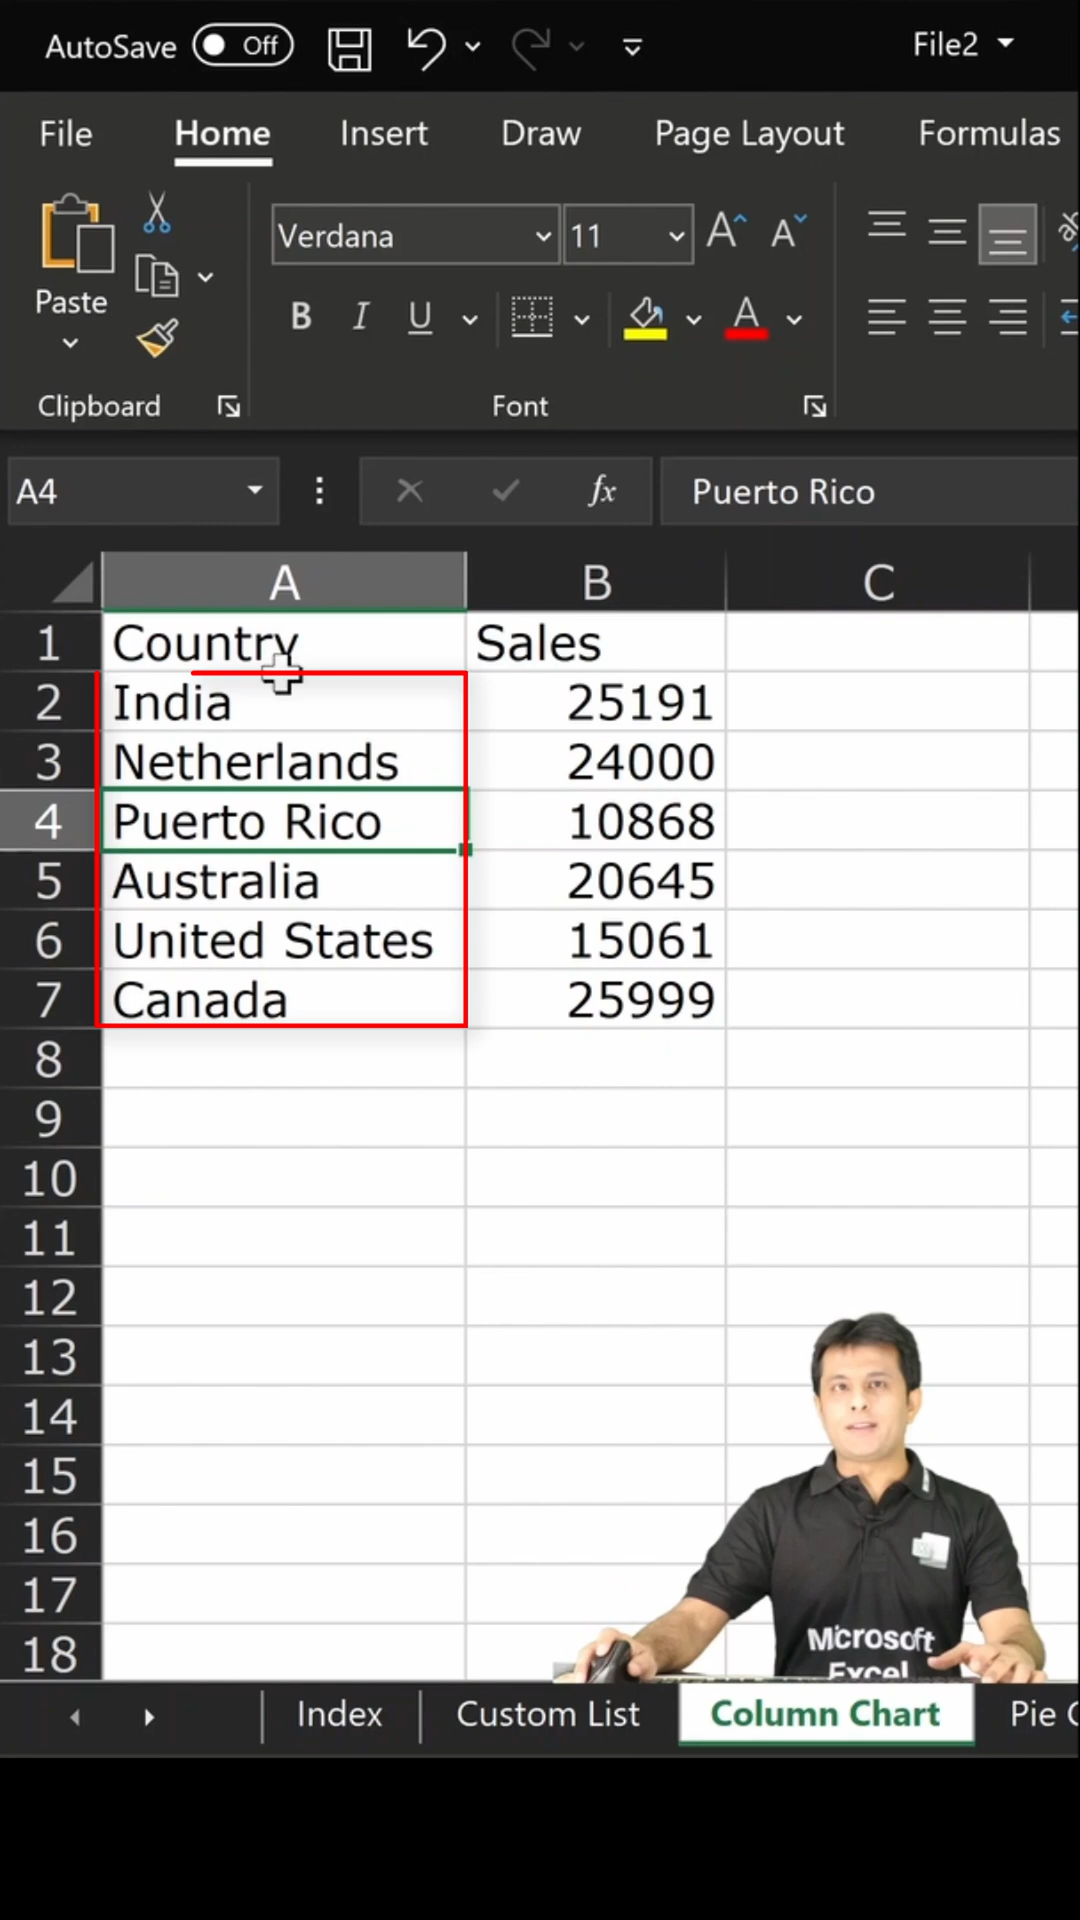 AutoSave Off File2
File Home Insert Draw Page Layout Formulas
Verdana 11 A A
Paste
B I U A
Clipboard Font
A4 fx Puerto Rico
A B C
1 Country Sales
2 India 25191
3 Netherlands 24000
4 Puerto Rico 10868
5 Australia 20645
6 United States 15061
7 Canada 25999
8
9
10
11
12
13
14
15
16
17
18
Microsoft
Excel
Index Custom List Column Chart Pie